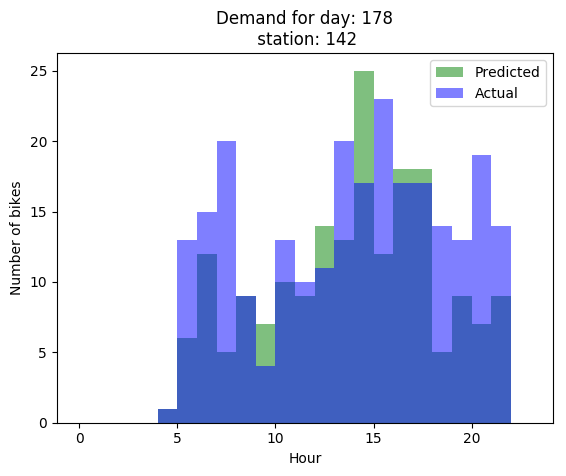 Demand for day: 178
station: 142
Predicted
Actual
Number of bikes
25
20
15
10
5
0
0
5
10
15
20
Hour